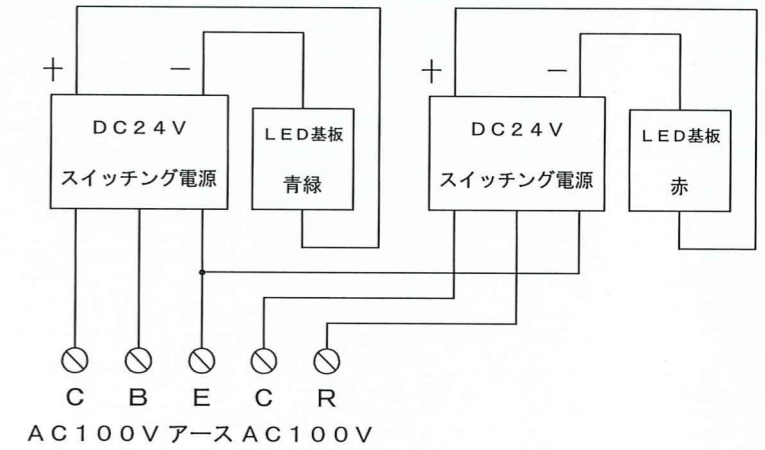 + −
DC24V
スイッチング電源
LED基板
青緑
+ −
DC24V
スイッチング電源
LED基板
赤
C B E C R
AC100V アース AC100V